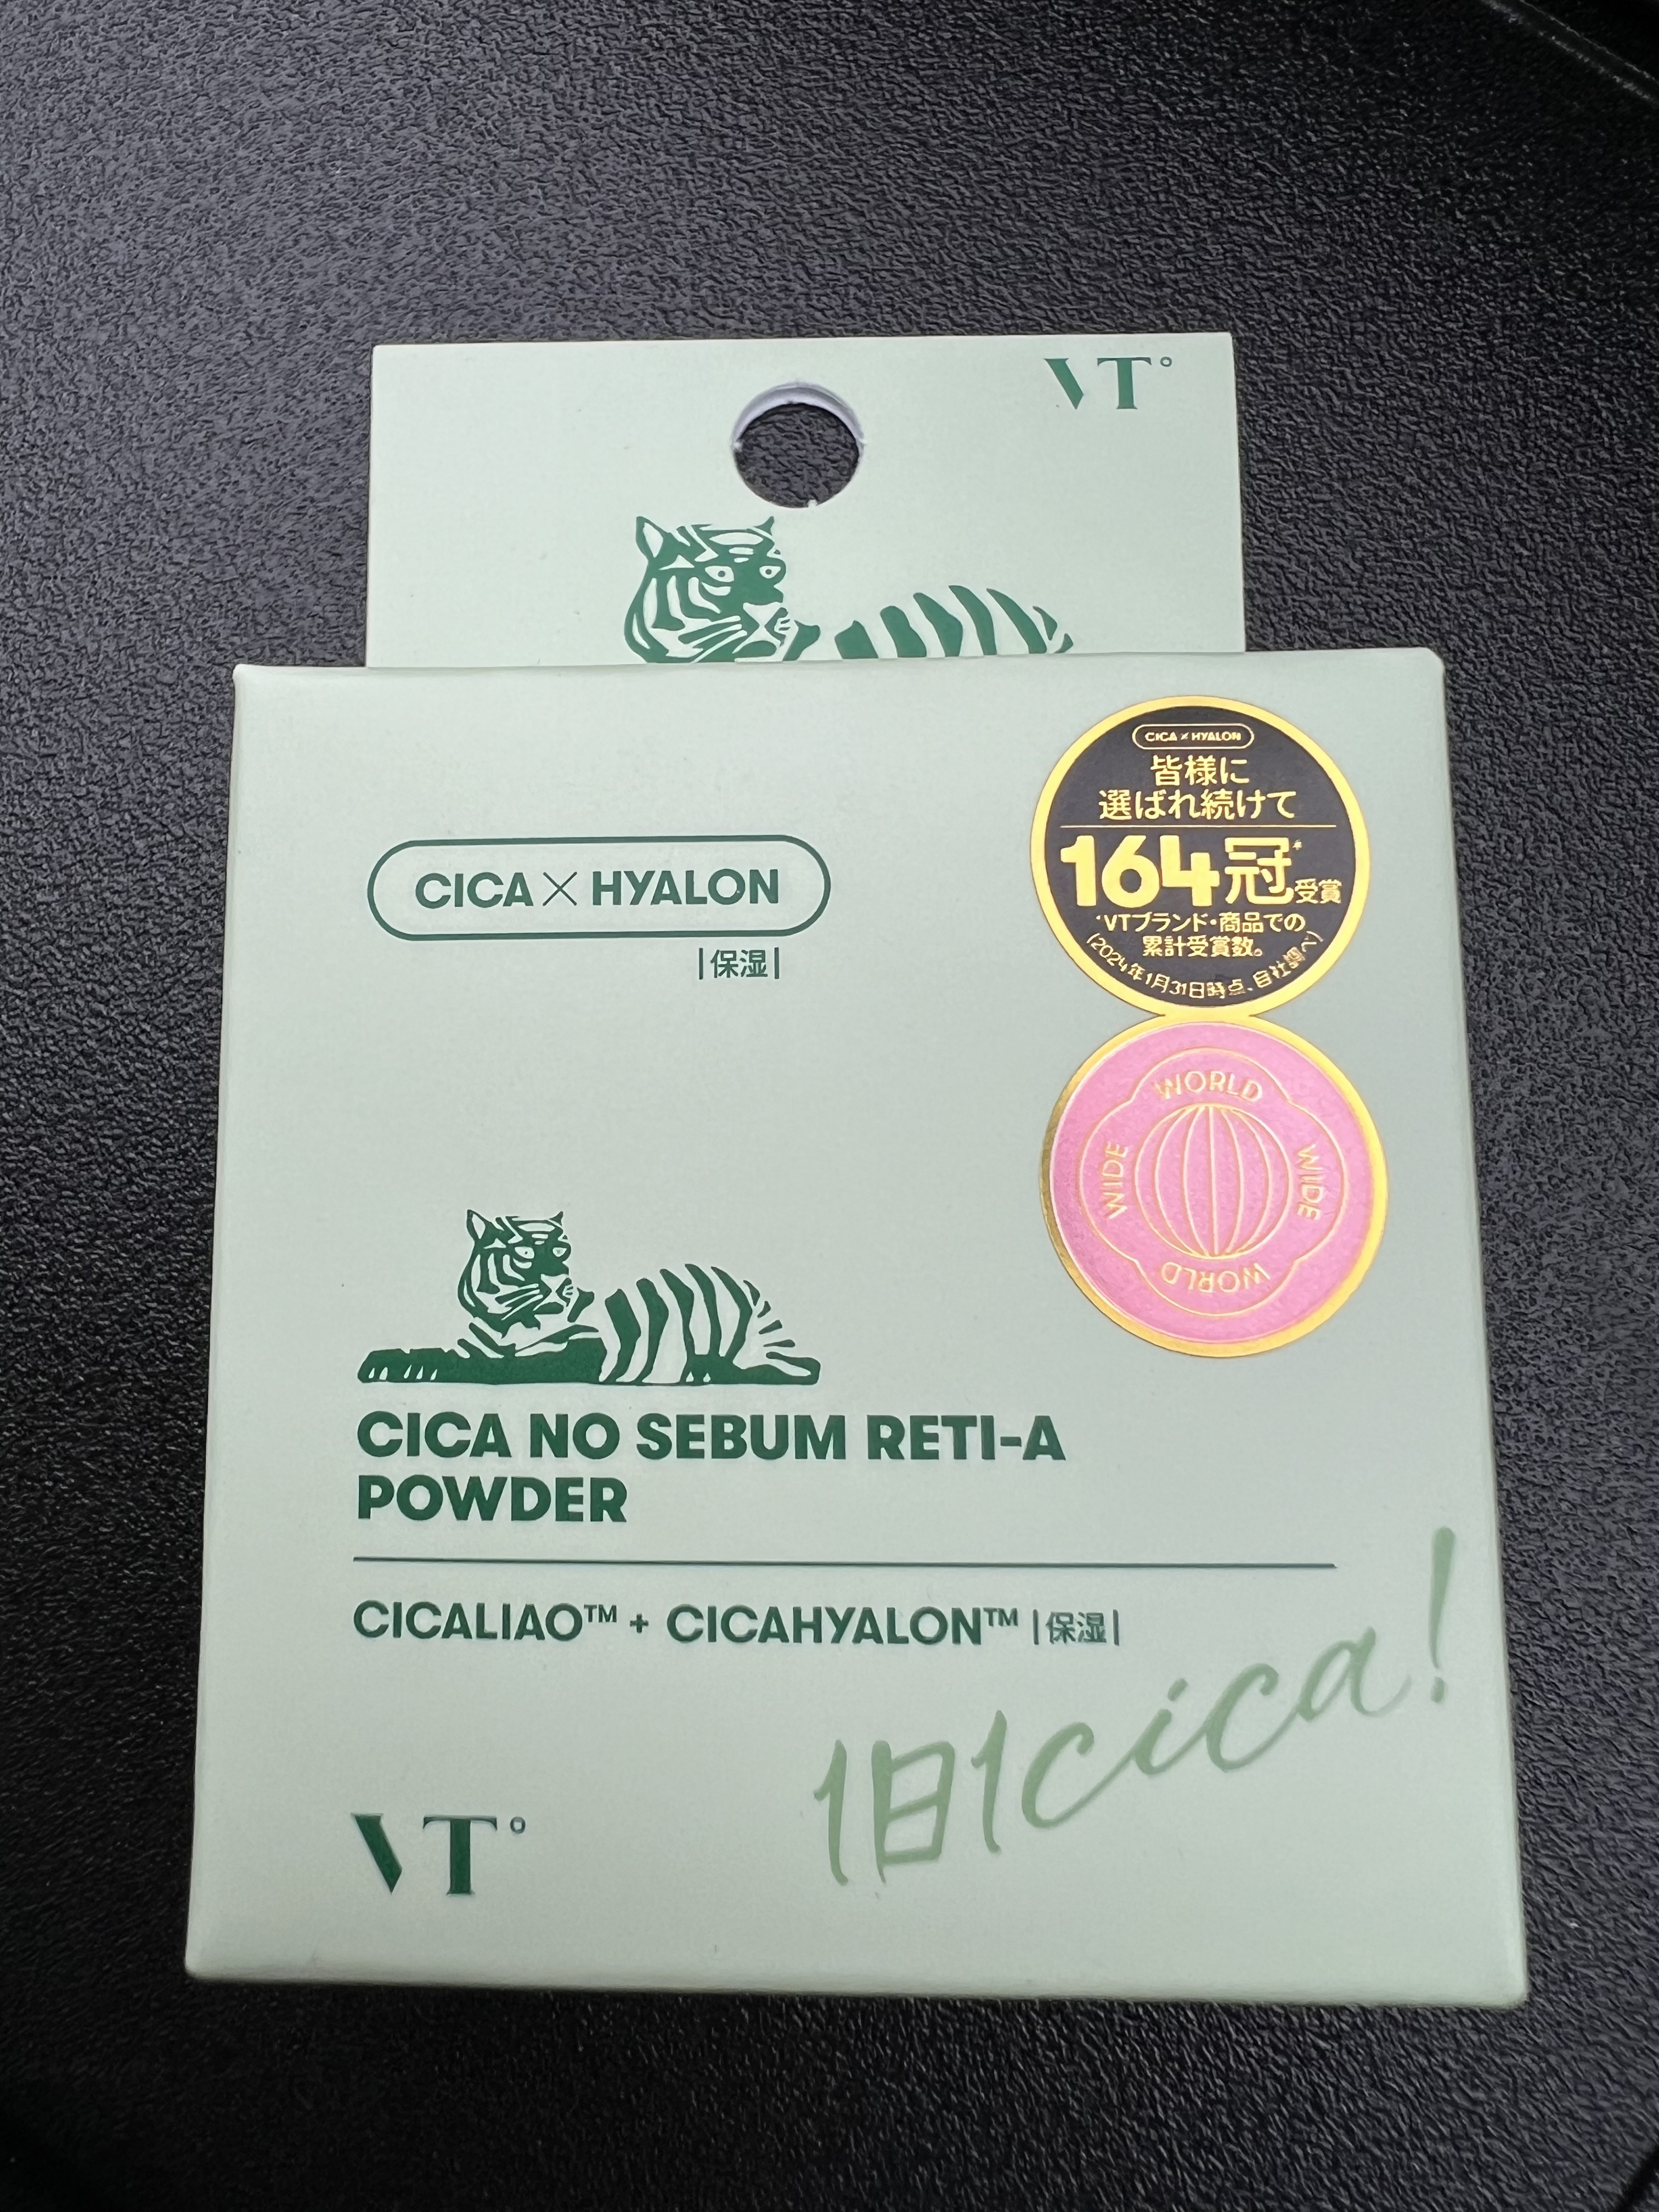 VT°
CICA × HYALON
皆様に
選ばれ続けて
164冠*受賞
*VTブランド・商品での
累計受賞数。
(2024年1月31日時点、自社調べ)
CICA×HYALON
|保湿|
WORLD
WIDE
WIDE
WORLD
CICA NO SEBUM RETI-A
POWDER
CICALIAO™ + CICAHYALON™ |保湿|
1日1cica!
VT°